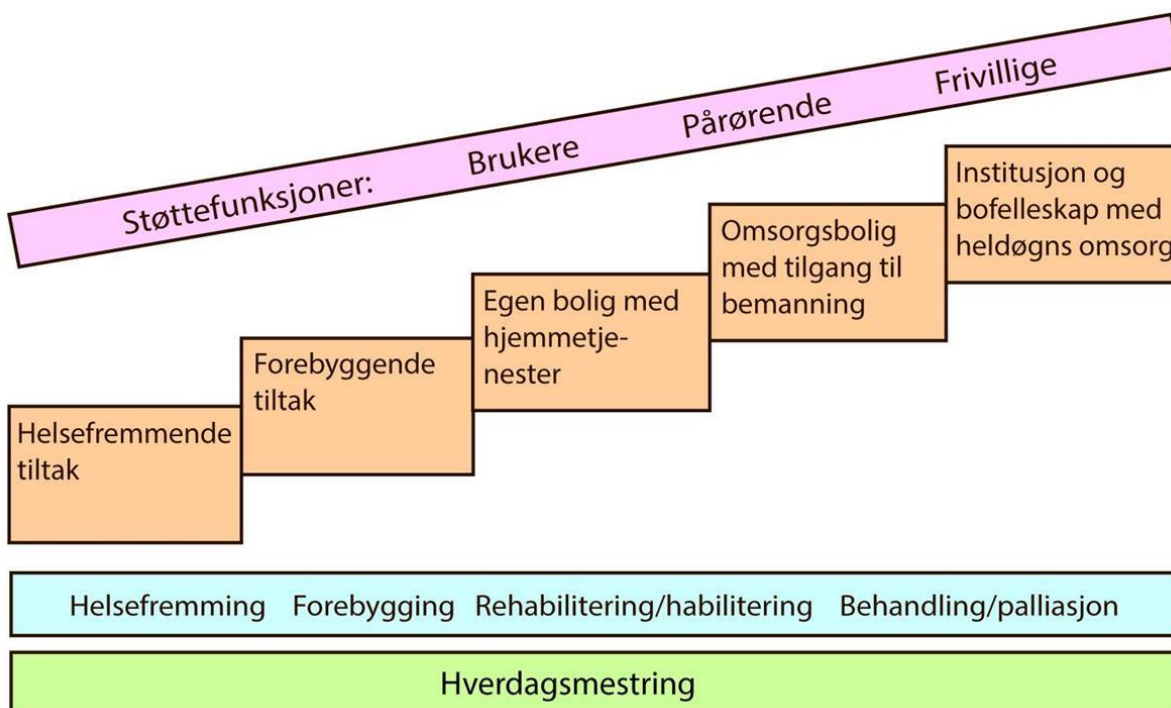 Støttefunksjoner: Brukere Pårørende Frivillige
Institusjon og
bofelleskap med
heldøgns omsorg
Omsorgsbolig
med tilgang til
bemanning
Egen bolig med
hjemmetje-
nester
Forebyggende
tiltak
Helsefremmende
tiltak
Helsefremming Forebygging Rehabilitering/habilitering Behandling/palliasjon
Hverdagsmestring